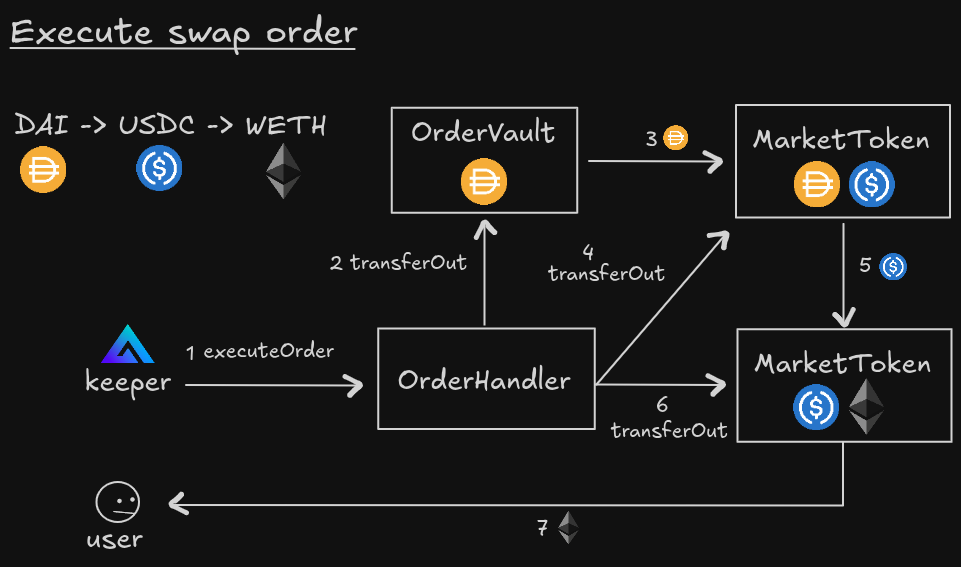 Execute swap order
DAI -> USDC -> WETH
OrderVault
3
MarketToken
2 transferOut
4
transferOut
5
keeper
1 executeOrder
OrderHandler
MarketToken
6
transferOut
user
7